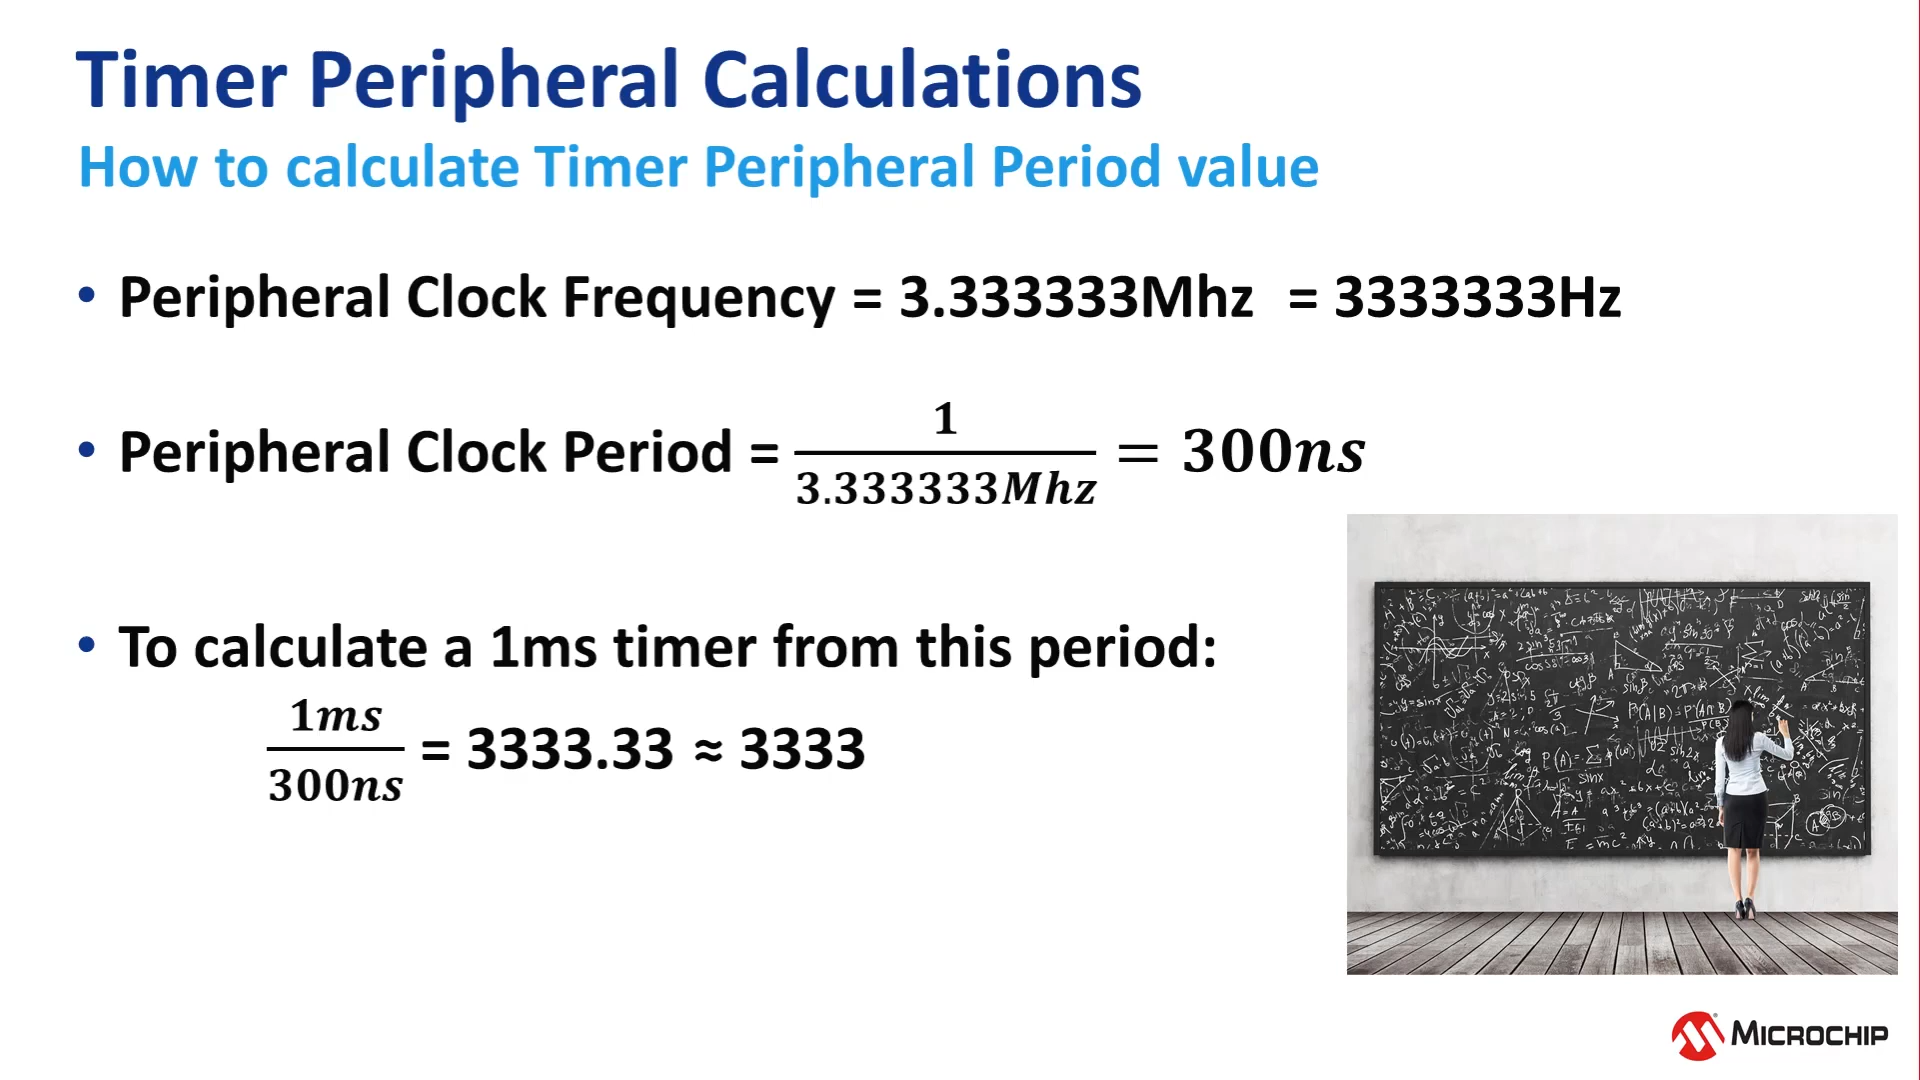 Timer Peripheral Calculations
How to calculate Timer Peripheral Period value
• Peripheral Clock Frequency = 3.333333Mhz = 3333333Hz
• Peripheral Clock Period = 1/3.333333Mhz = 300ns
• To calculate a 1ms timer from this period:
1ms/300ns = 3333.33 ≈ 3333
MICROCHIP